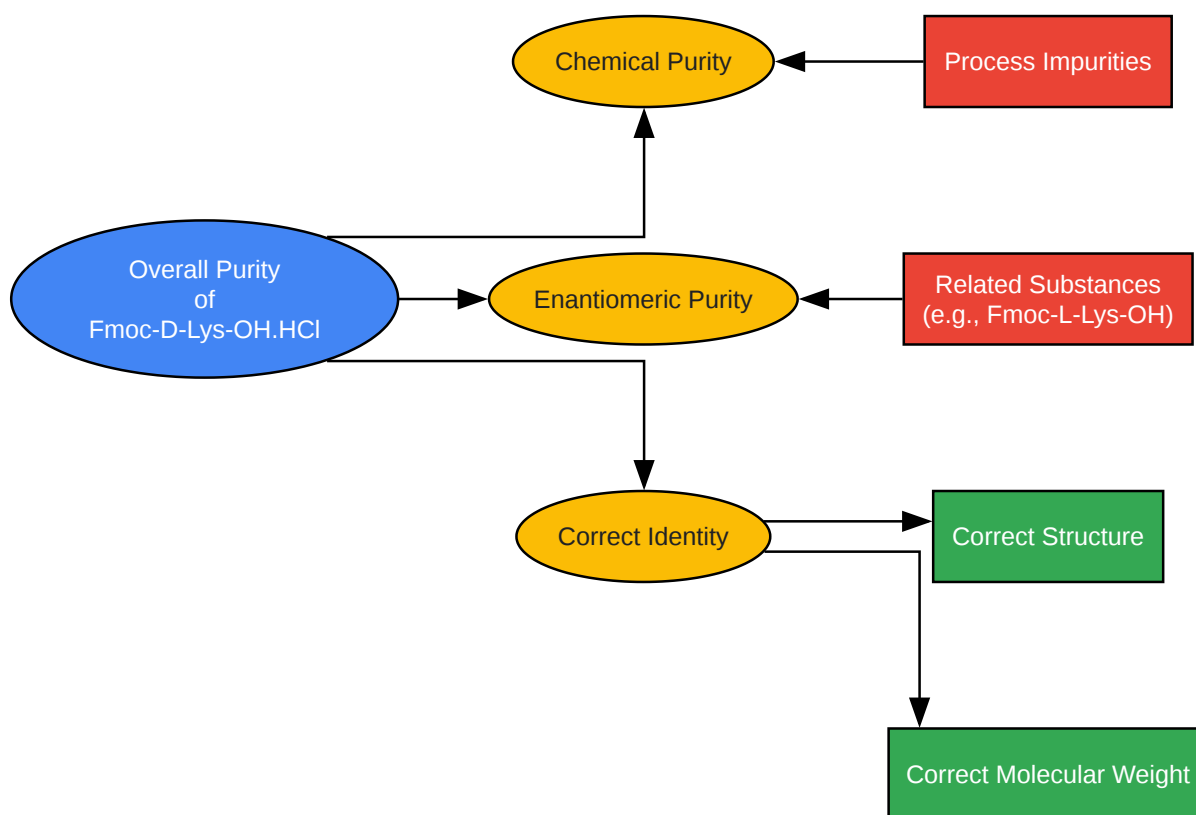 Chemical Purity
Process Impurities
Overall Purity
of
Fmoc-D-Lys-OH.HCl
Enantiomeric Purity
Related Substances
(e.g., Fmoc-L-Lys-OH)
Correct Identity
Correct Structure
Correct Molecular Weight